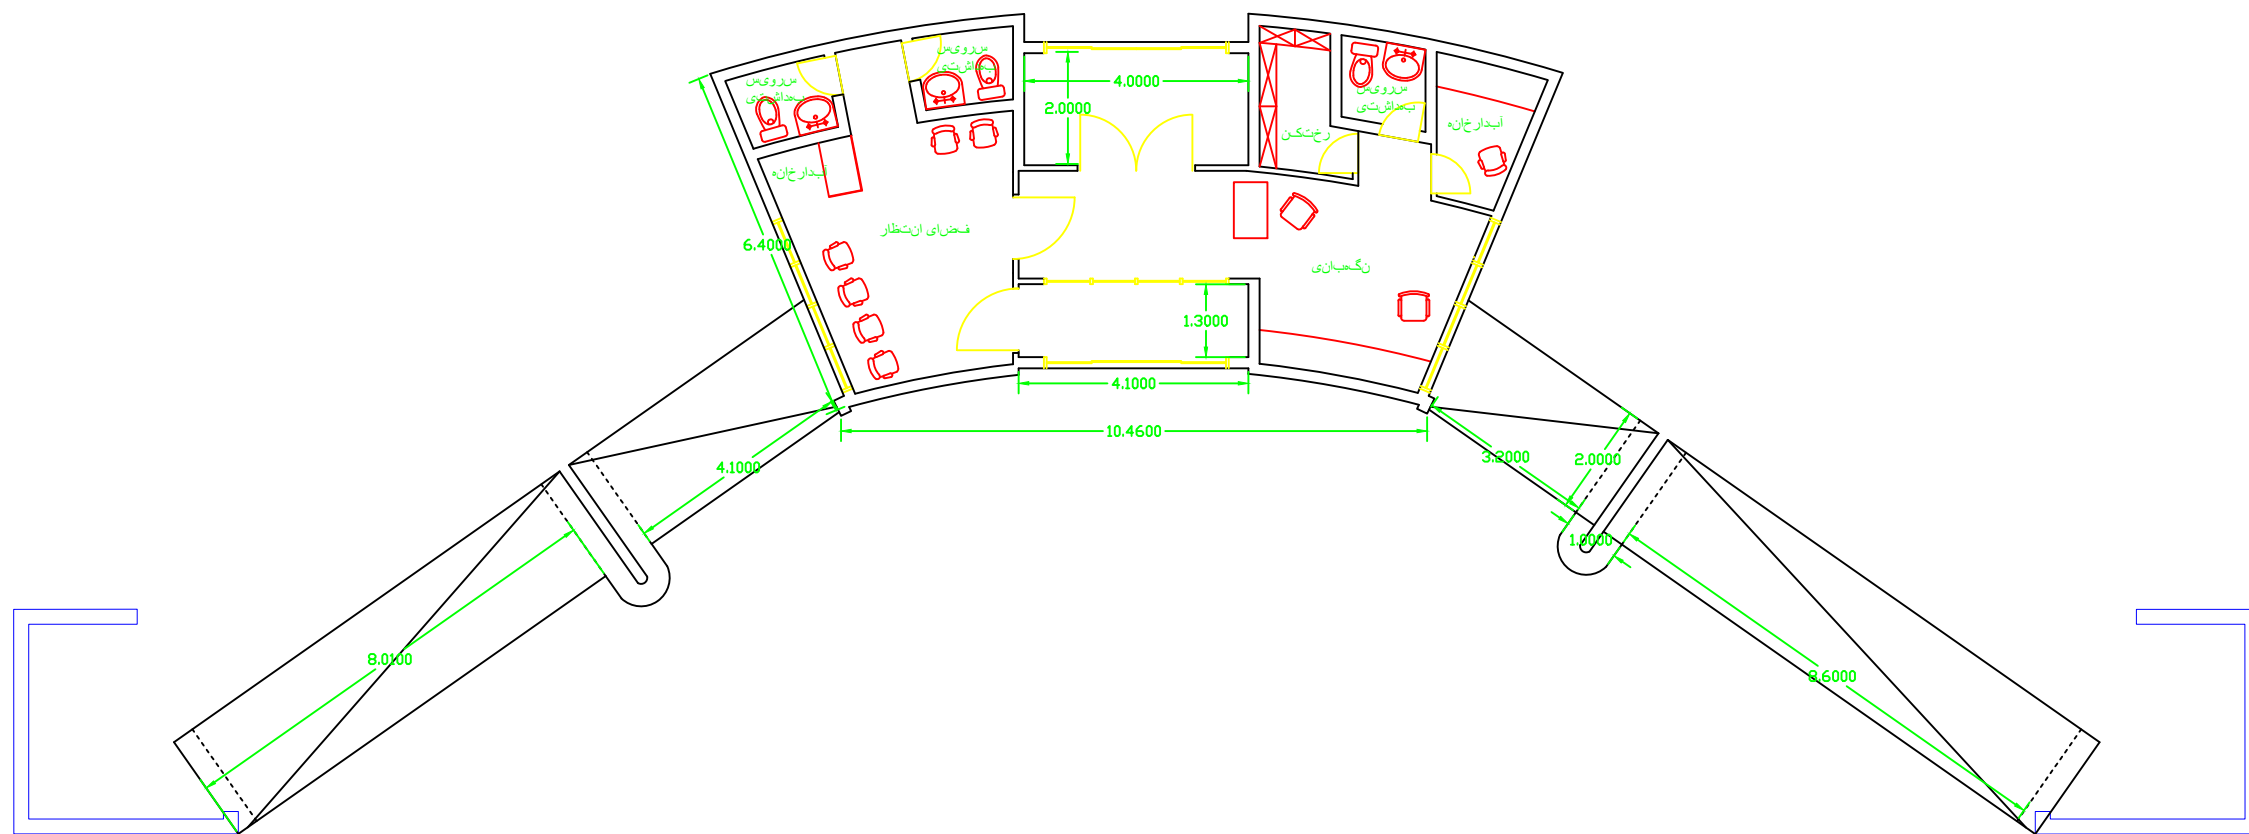 سرویس
بهداشتی
4.0000
سرویس
بهداشتی
2.0000
سرویس
بهداشتی
رختکن
آبدارخانه
آبدارخانه
فضای انتظار
6.4000
نگهبانی
1.3000
4.1000
10.4600
4.1000
3.2000
2.0000
1.0000
8.0100
8.6000